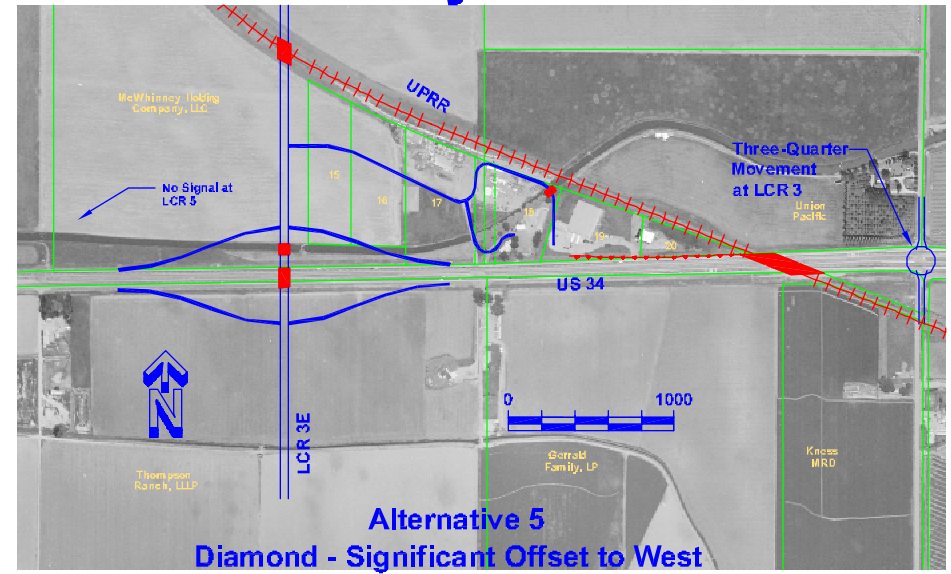 UPRR
McWhinney Holding
Company, LLC
Three-Quarter
Movement
at LCR 3
No Signal at
LCR 5
15
16
17
18
19
20
Union
Pacific
US 34
N
0
1000
LCR 3E
Thompson
Ranch, LLLP
Gerrald
Family, LP
Knoss
MRD
Alternative 5
Diamond - Significant Offset to West